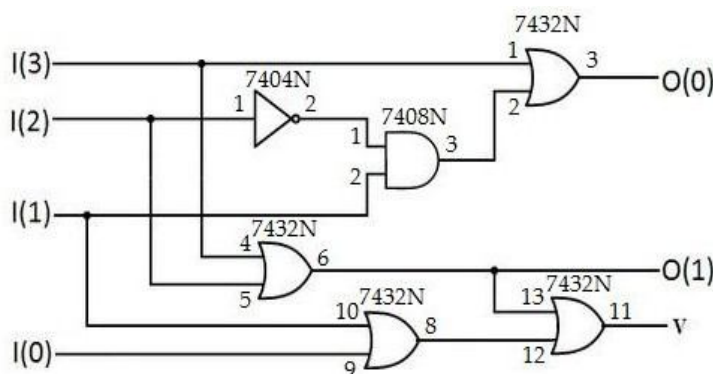 7432N
I(3)
1
3
O(0)
7404N
2
I(2)
1
2
7408N
1
3
2
I(1)
7432N
4
6
O(1)
5
7432N
7432N
10
13
11
V
8
12
I(0)
9